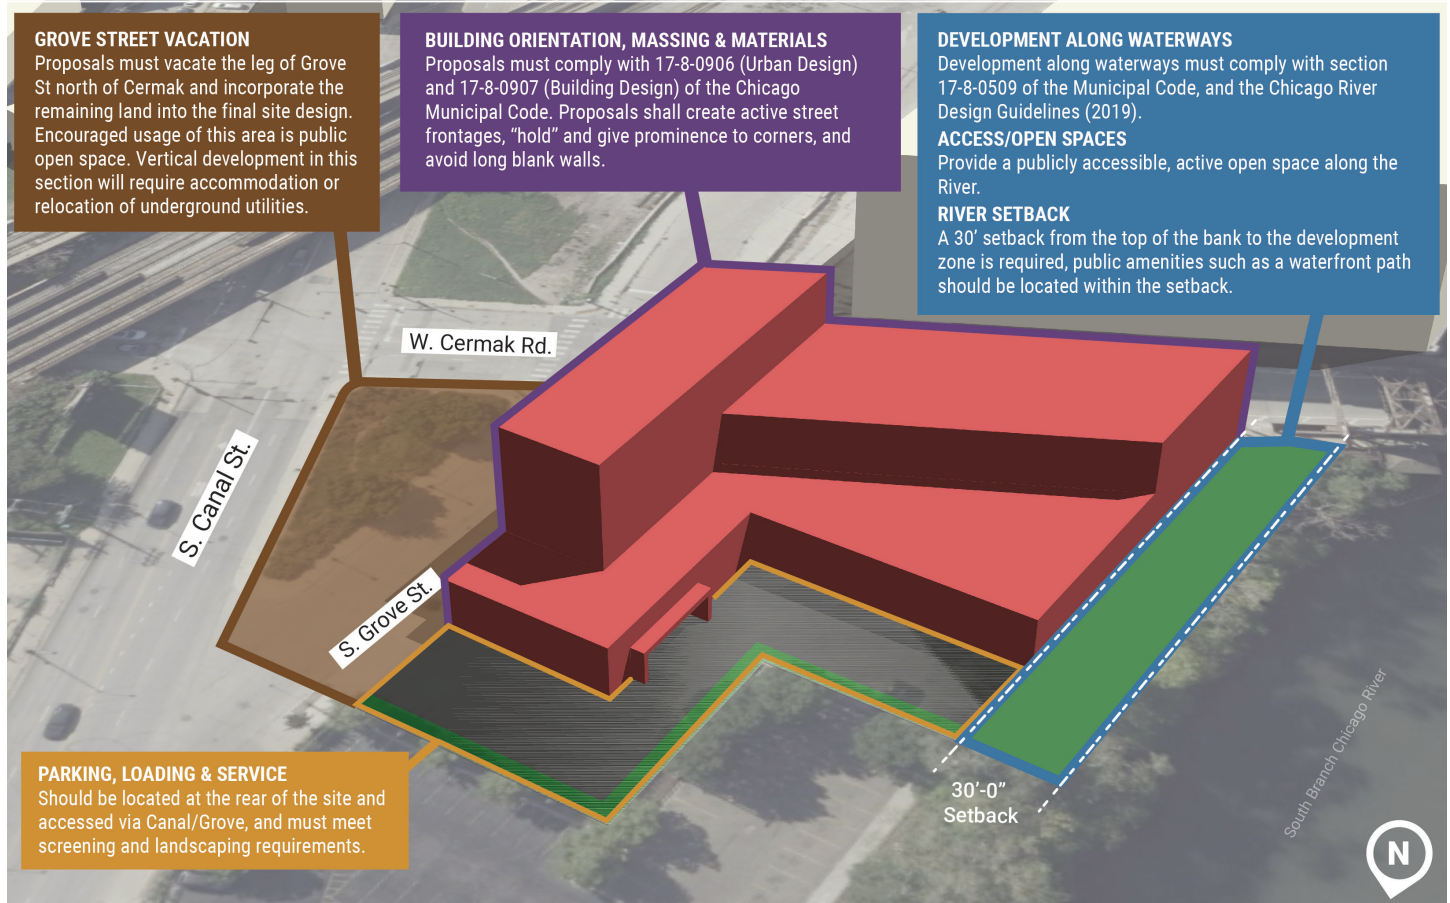 GROVE STREET VACATION
Proposals must vacate the leg of Grove
St north of Cermak and incorporate the
remaining land into the final site design.
Encouraged usage of this area is public
open space. Vertical development in this
section will require accommodation or
relocation of underground utilities.
BUILDING ORIENTATION, MASSING & MATERIALS
Proposals must comply with 17-8-0906 (Urban Design)
and 17-8-0907 (Building Design) of the Chicago
Municipal Code. Proposals shall create active street
frontages, “hold” and give prominence to corners, and
avoid long blank walls.
DEVELOPMENT ALONG WATERWAYS
Development along waterways must comply with section
17-8-0509 of the Municipal Code, and the Chicago River
Design Guidelines (2019).
ACCESS/OPEN SPACES
Provide a publicly accessible, active open space along the
River.
RIVER SETBACK
A 30’ setback from the top of the bank to the development
zone is required, public amenities such as a waterfront path
should be located within the setback.
W. Cermak Rd.
S. Canal St.
S. Grove St.
PARKING, LOADING & SERVICE
Should be located at the rear of the site and
accessed via Canal/Grove, and must meet
screening and landscaping requirements.
30’-0”
Setback
South Branch Chicago River
N